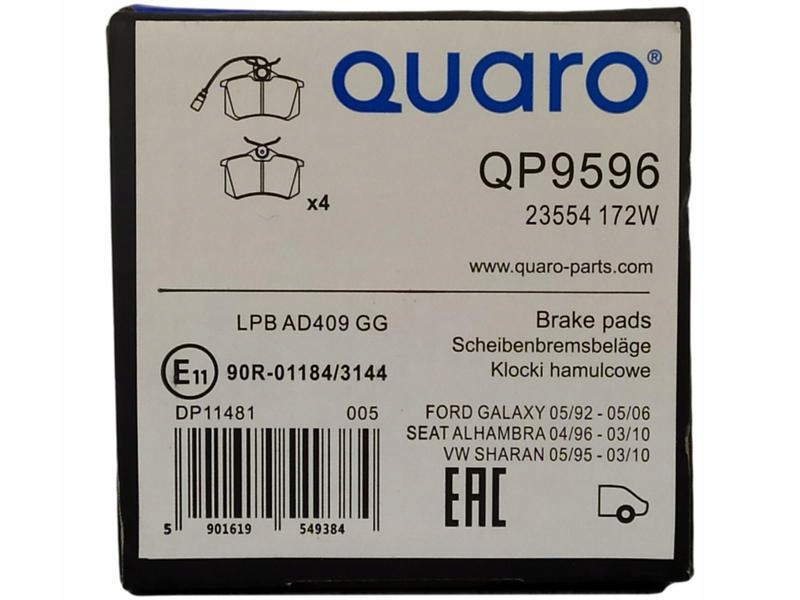 QUARO®
QP9596
23554 172W
x4
www.quaro-parts.com
LPB AD409 GG
Brake pads
Scheibenbremsbeläge
Klocki hamulcowe
E11 90R-01184/3144
DP11481 005
FORD GALAXY 05/92 - 05/06
SEAT ALHAMBRA 04/96 - 03/10
VW SHARAN 05/95 - 03/10
5 901619 549384
EAC